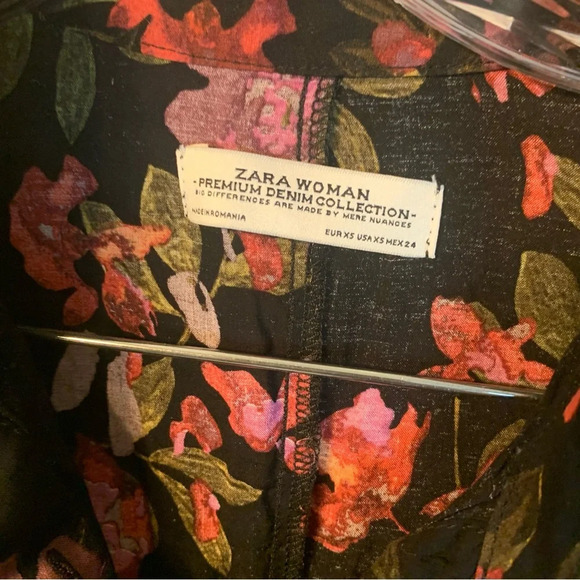 ZARA WOMAN
-PREMIUM DENIM COLLECTION-
BIG DIFFERENCES ARE MADE BY MERE NUANCES
MADE IN ROMANIA
EUR XS USA XS MEX 24